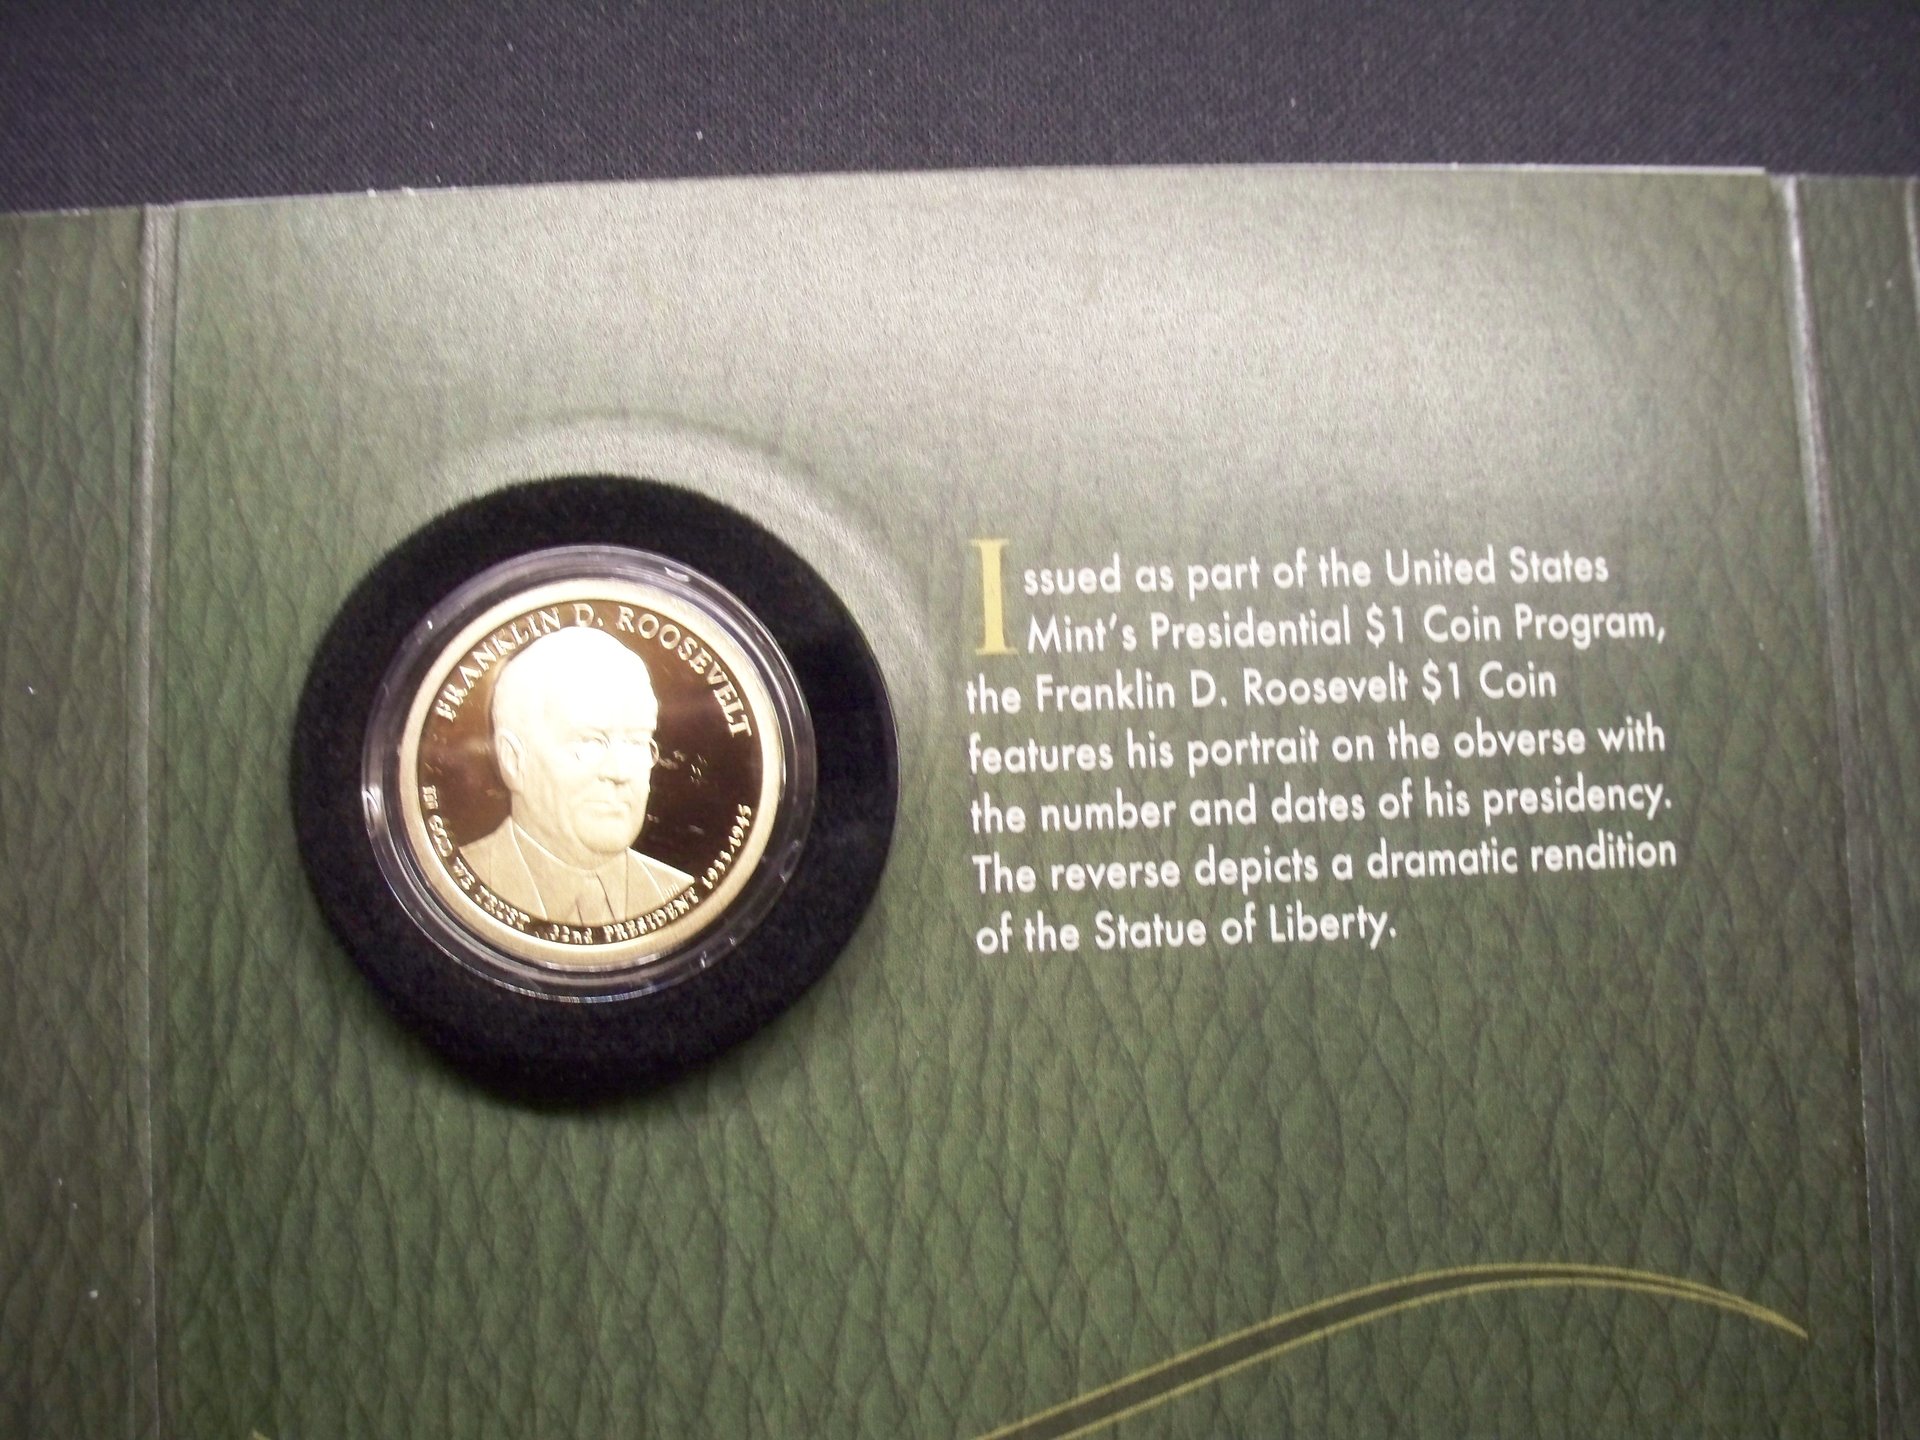 FRANKLIN D. ROOSEVELT
IN GOD WE TRUST
32nd PRESIDENT 1933-1945
Issued as part of the United States
Mint's Presidential $1 Coin Program,
the Franklin D. Roosevelt $1 Coin
features his portrait on the obverse with
the number and dates of his presidency.
The reverse depicts a dramatic rendition
of the Statue of Liberty.